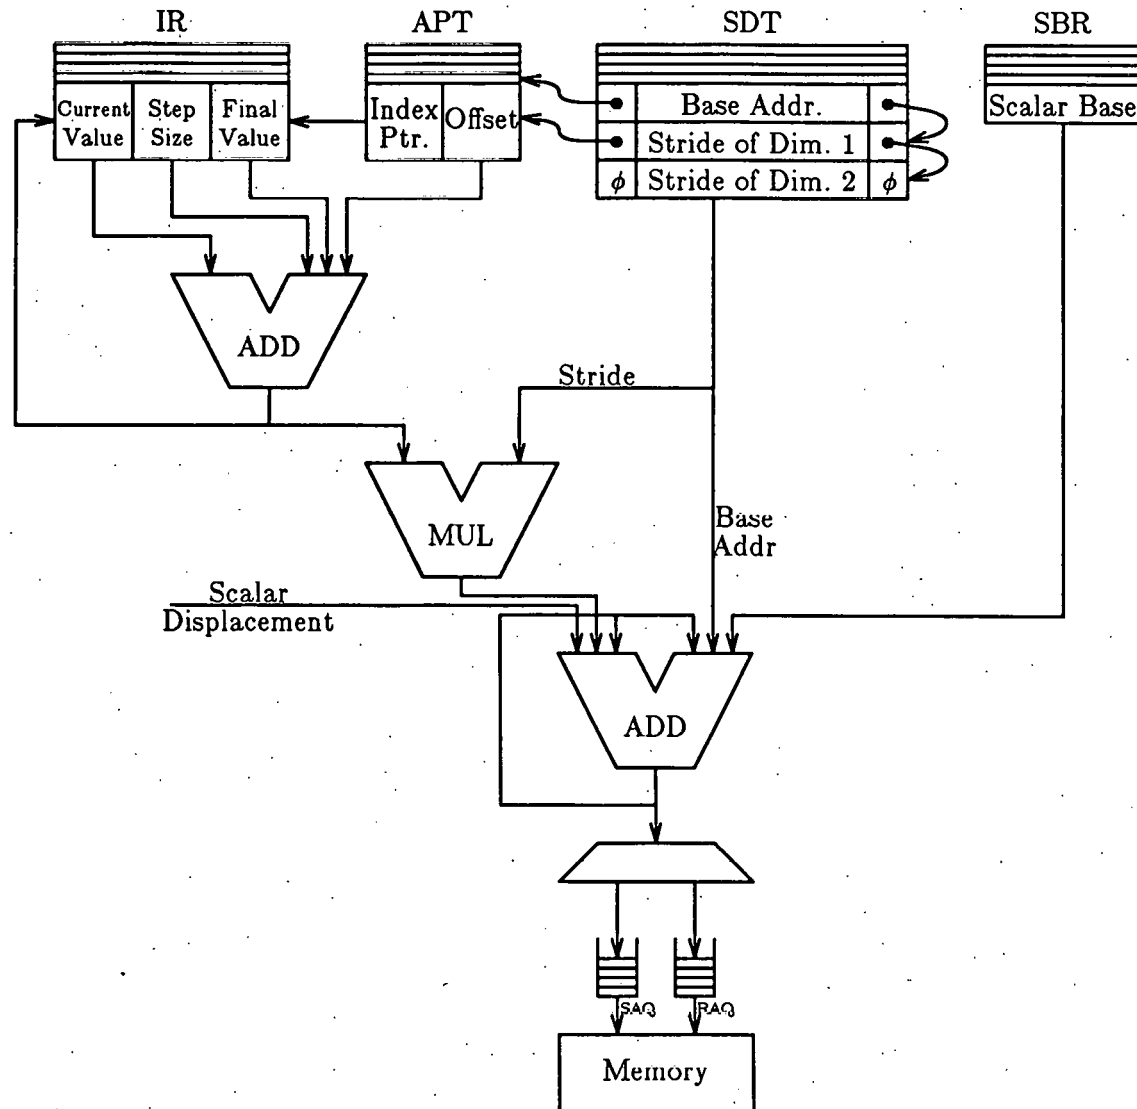 IR
APT
SDT
SBR
Current
Value
Step
Size
Final
Value
Index
Ptr.
Offset
Base Addr.
Stride of Dim. 1
ϕ Stride of Dim. 2 ϕ
Scalar Base
ADD
Stride
MUL
Base
Addr
Scalar
Displacement
ADD
SAQ
RAQ
Memory